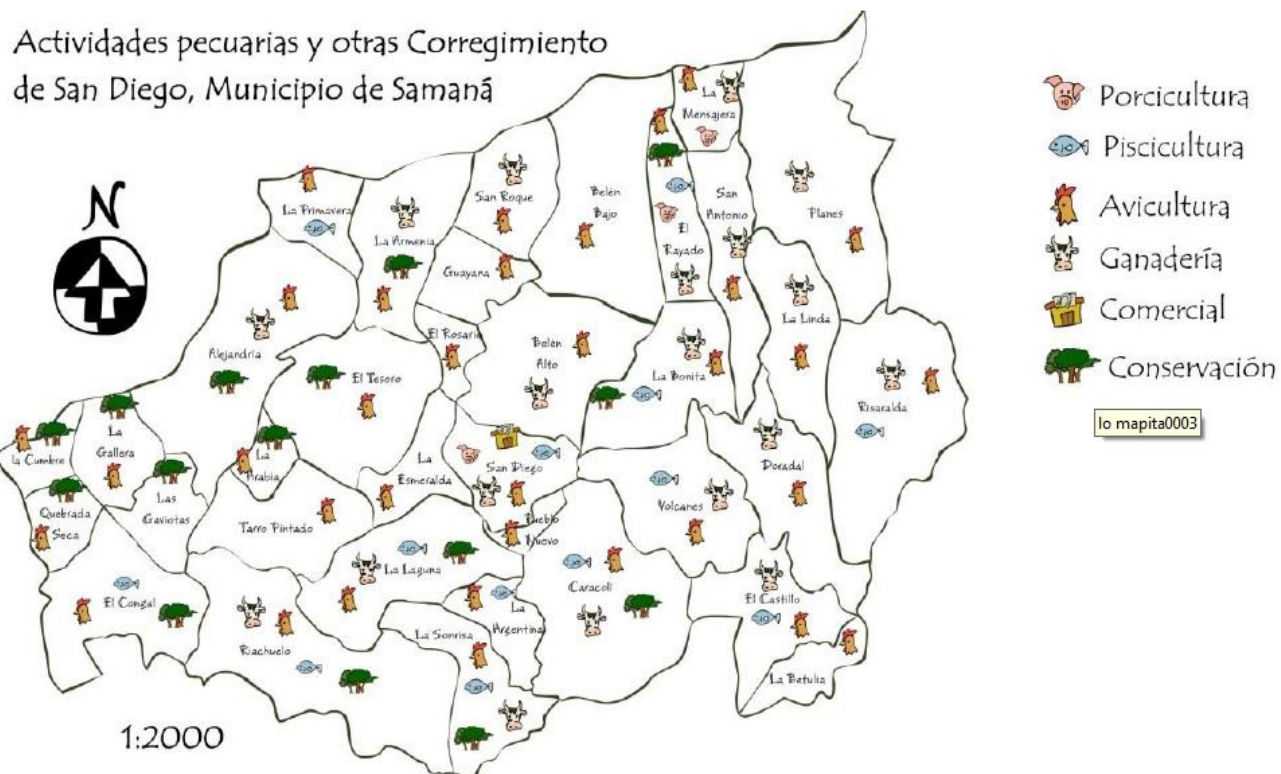 Actividades pecuarias y otras Corregimiento
de San Diego, Municipio de Samaná
N
Porcicultura
Piscicultura
Avicultura
Ganadería
Comercial
Conservación
lo mapita0003
La
Mensajera
San Roque
Belén
Bajo
San
Antonio
Planes
La Primavera
La Armenia
El
Rayado
Guayana
La Linda
Alejandría
El Rosario
Belén
Alto
El Tesoro
La Bonita
Risaralda
La
Gallera
la Cumbre
La
Arabia
La
Esmeralda
San Diego
Doradal
Quebrada
Seca
Las
Gaviotas
Tarro Pintado
Pueblo
Nuevo
Volcanes
El Congal
La Laguna
Caracolí
El Castillo
La
Argentina
Riachuelo
La Sonrisa
La Betulia
1:2000